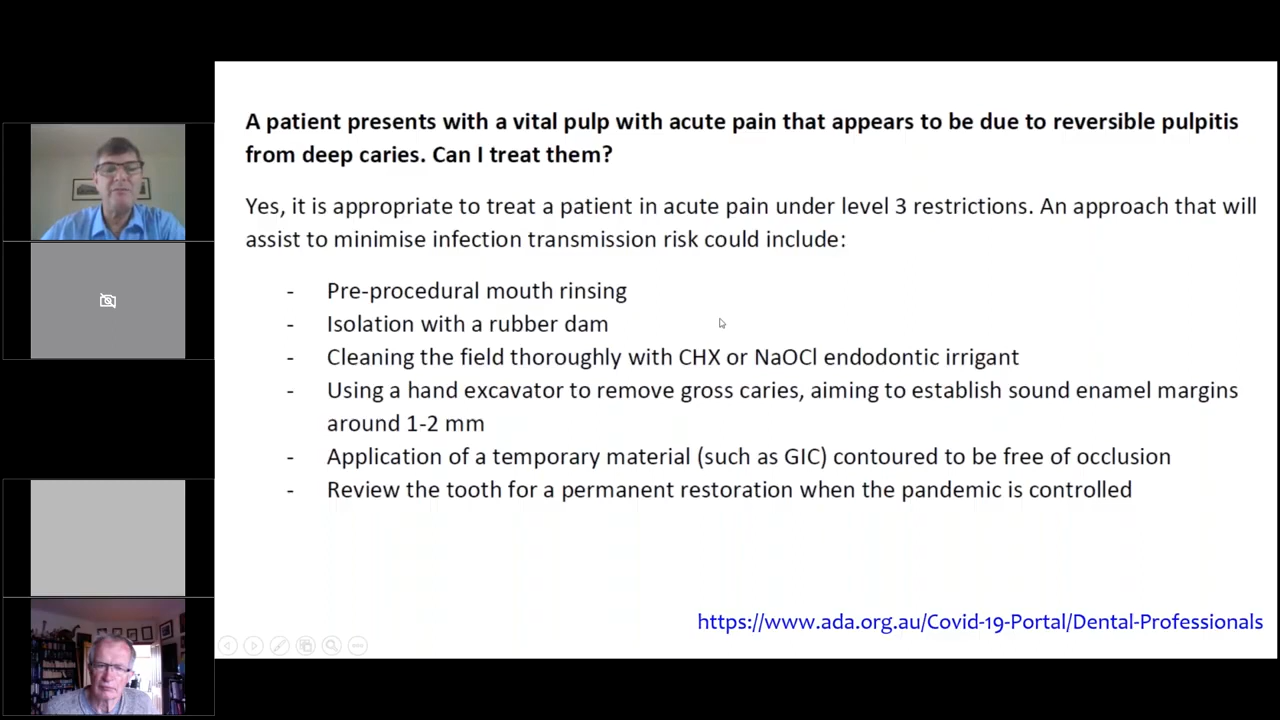 A patient presents with a vital pulp with acute pain that appears to be due to reversible pulpitis
from deep caries. Can I treat them?
Yes, it is appropriate to treat a patient in acute pain under level 3 restrictions. An approach that will
assist to minimise infection transmission risk could include:
- Pre-procedural mouth rinsing
- Isolation with a rubber dam
- Cleaning the field thoroughly with CHX or NaOCl endodontic irrigant
- Using a hand excavator to remove gross caries, aiming to establish sound enamel margins
around 1-2 mm
- Application of a temporary material (such as GIC) contoured to be free of occlusion
- Review the tooth for a permanent restoration when the pandemic is controlled
https://www.ada.org.au/Covid-19-Portal/Dental-Professionals